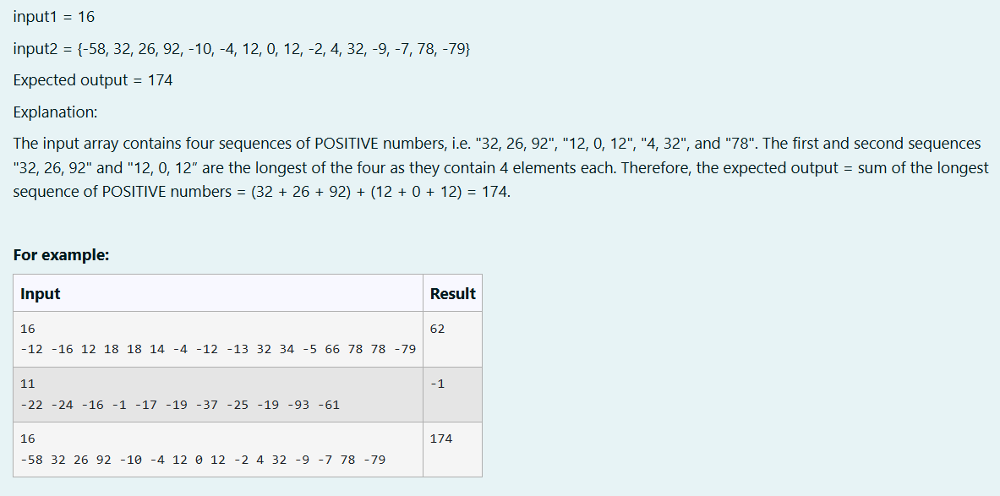 input1 = 16
input2 = {-58, 32, 26, 92, -10, -4, 12, 0, 12, -2, 4, 32, -9, -7, 78, -79}
Expected output = 174
Explanation:
The input array contains four sequences of POSITIVE numbers, i.e. "32, 26, 92", "12, 0, 12", "4, 32", and "78". The first and second sequences
"32, 26, 92" and "12, 0, 12” are the longest of the four as they contain 4 elements each. Therefore, the expected output = sum of the longest
sequence of POSITIVE numbers = (32 + 26 + 92) + (12 + 0 + 12) = 174.
For example:
Input Result
16 62
-12 -16 12 18 18 14 -4 -12 -13 32 34 -5 66 78 78 -79
11 -1
-22 -24 -16 -1 -17 -19 -37 -25 -19 -93 -61
16 174
-58 32 26 92 -10 -4 12 0 12 -2 4 32 -9 -7 78 -79